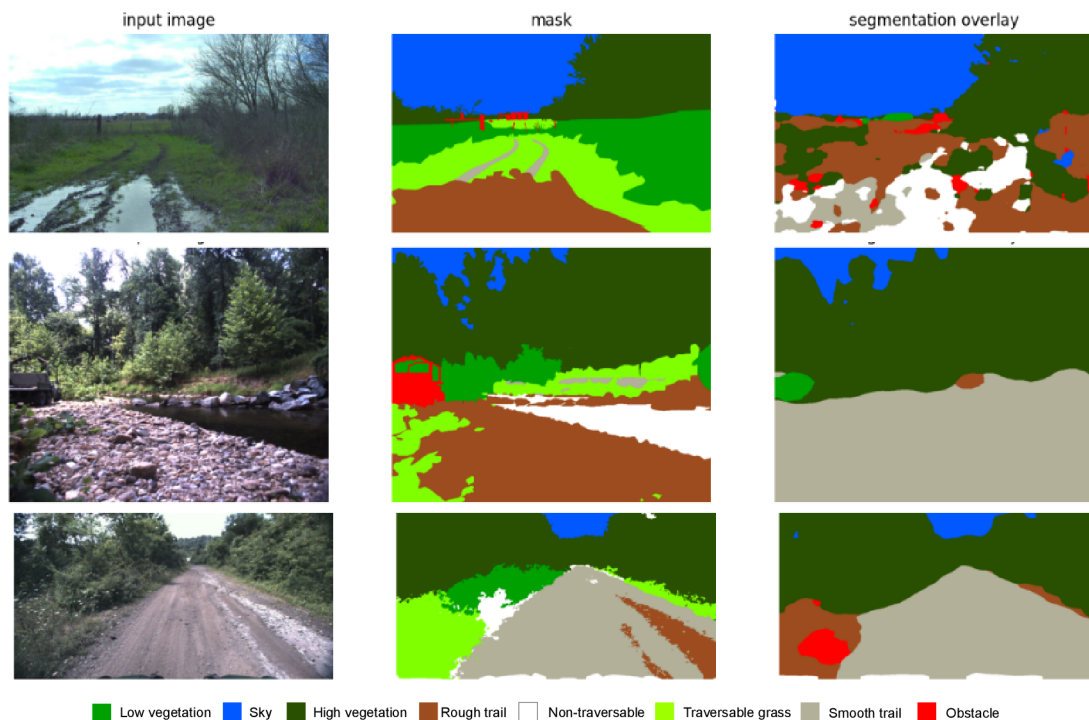 input image
mask
segmentation overlay
Low vegetation
Sky
High vegetation
Rough trail
Non-traversable
Traversable grass
Smooth trail
Obstacle